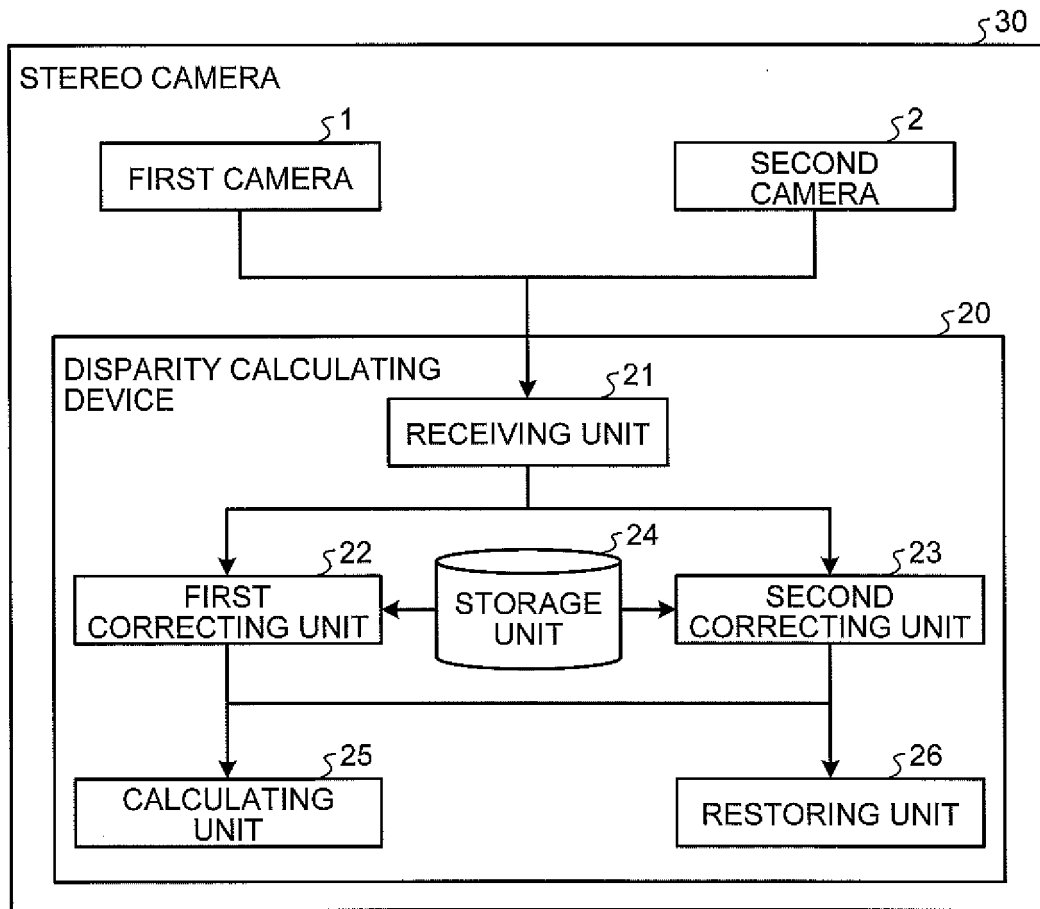 30
STEREO CAMERA
1
FIRST CAMERA
2
SECOND
CAMERA
20
DISPARITY CALCULATING
DEVICE
21
RECEIVING UNIT
22
FIRST
CORRECTING UNIT
24
STORAGE
UNIT
23
SECOND
CORRECTING UNIT
25
CALCULATING
UNIT
26
RESTORING UNIT